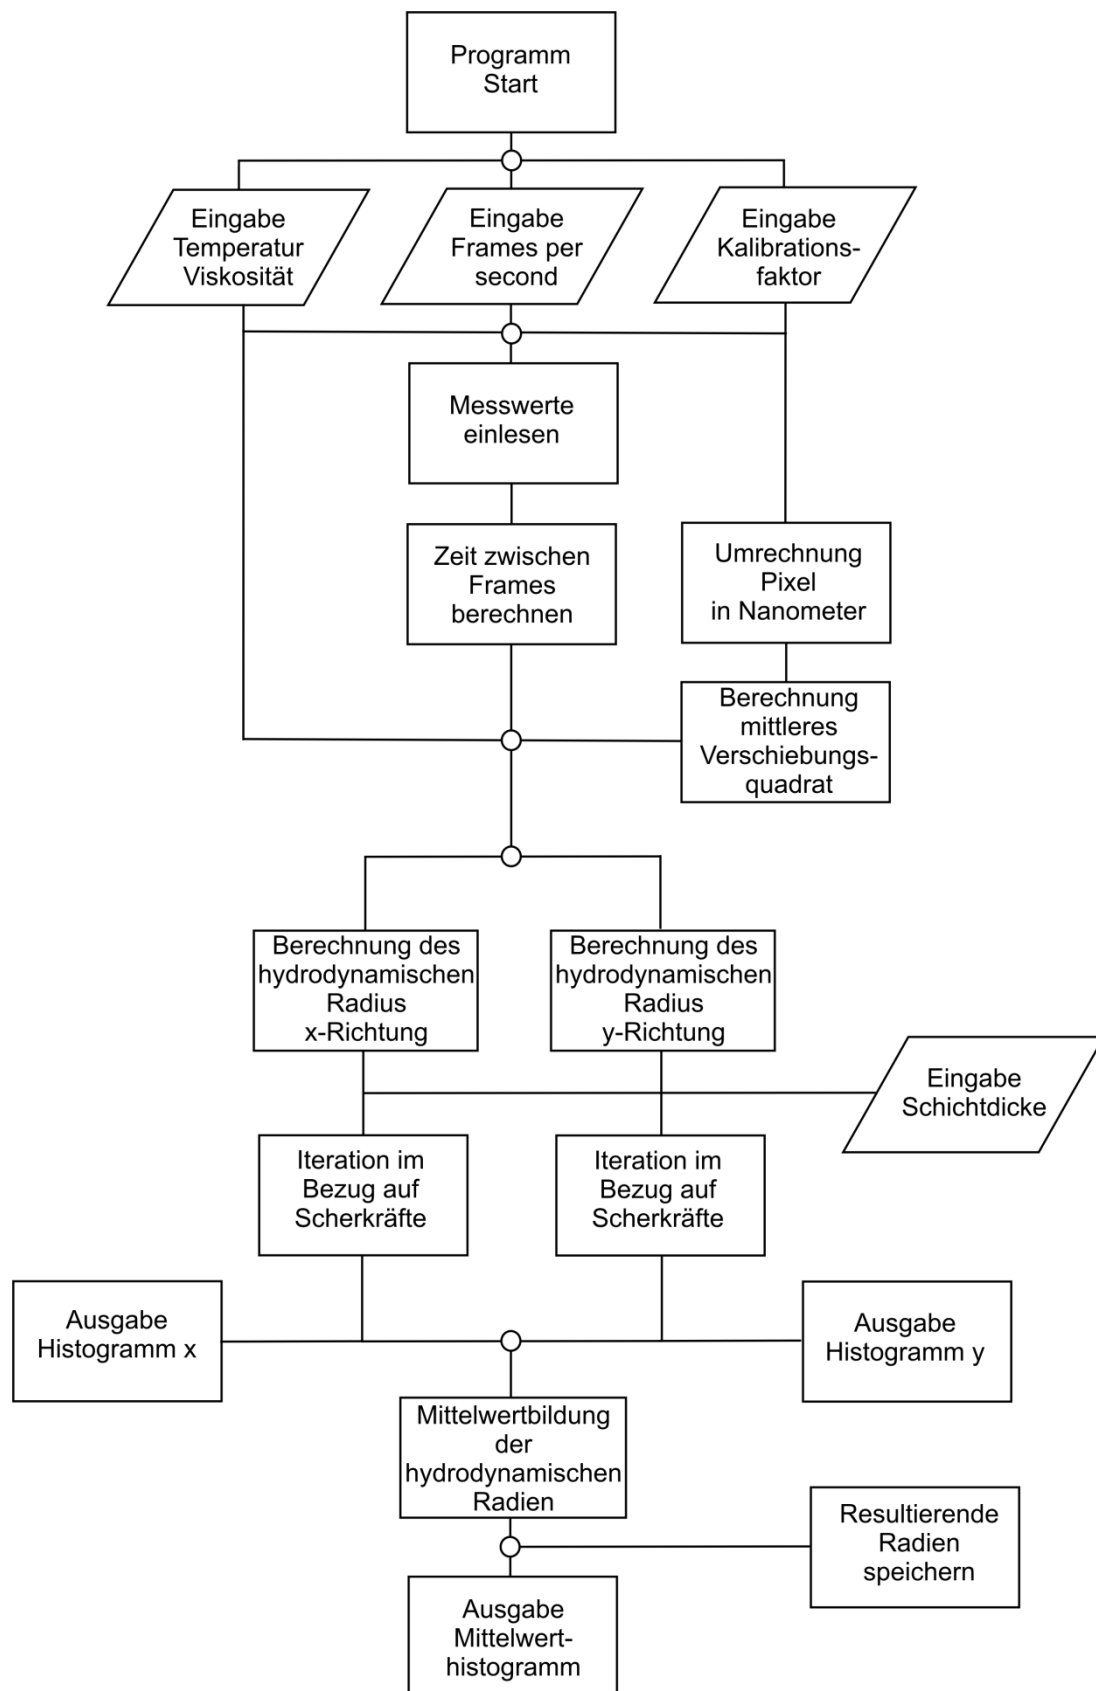 Programm
Start
Eingabe
Temperatur
Viskosität
Eingabe
Frames per
second
Eingabe
Kalibrations-
faktor
Messwerte
einlesen
Zeit zwischen
Frames
berechnen
Umrechnung
Pixel
in Nanometer
Berechnung
mittleres
Verschiebungs-
quadrat
Berechnung des
hydrodynamischen
Radius
x-Richtung
Berechnung des
hydrodynamischen
Radius
y-Richtung
Eingabe
Schichtdicke
Iteration im
Bezug auf
Scherkräfte
Iteration im
Bezug auf
Scherkräfte
Ausgabe
Histogramm x
Ausgabe
Histogramm y
Mittelwertbildung
der
hydrodynamischen
Radien
Resultierende
Radien
speichern
Ausgabe
Mittelwert-
histogramm